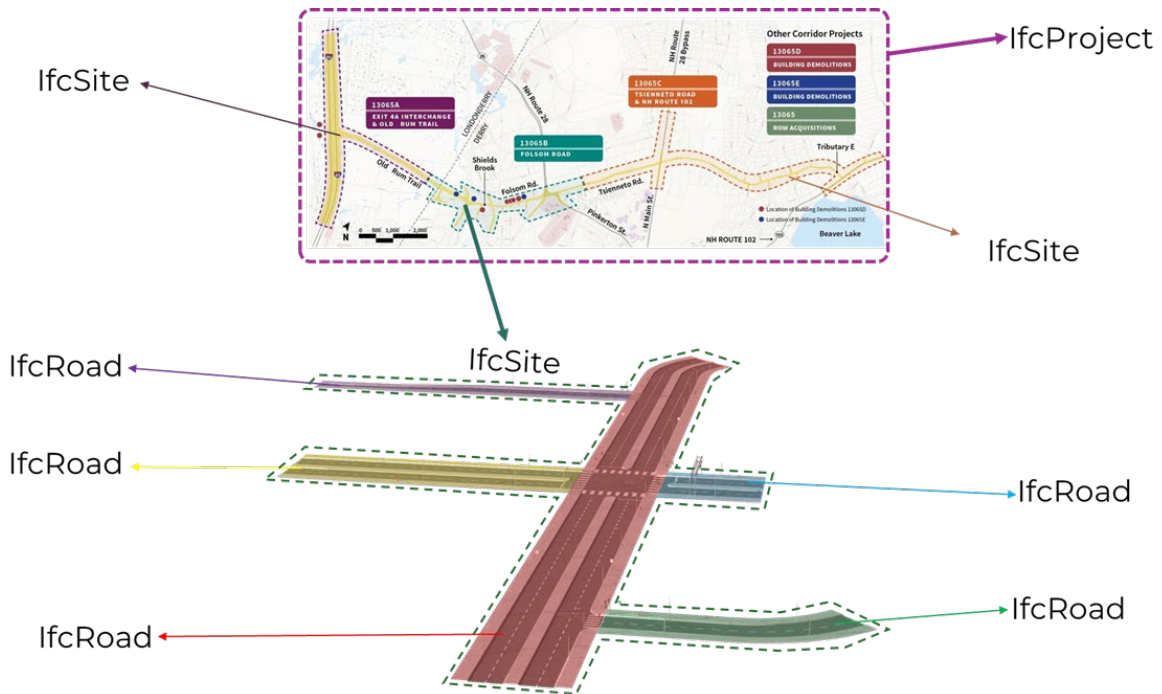 IfcProject
IfcSite
Other Corridor Projects
13065D
BUILDING DEMOLITIONS
13065E
BUILDING DEMOLITIONS
13065
ROW ACQUISITIONS
NH Route
28 Bypass
13065C
TSIENNETO ROAD
& NH ROUTE 102
13065A
EXIT 4A INTERCHANGE
& OLD RUM TRAIL
LONDONDERRY
DERRY
NH Route 28
13065B
FOLSOM ROAD
Shields
Brook
Old Rum Trail
Folsom Rd.
Tsienneto Rd.
Tributary E
Pinkerton St.
N Main St.
Location of Building Demolitions 13065D
Location of Building Demolitions 13065E
N
0 500 1,000 2,000
NH ROUTE 102
102
Beaver Lake
IfcSite
IfcSite
IfcRoad
IfcRoad
IfcRoad
IfcRoad
IfcRoad